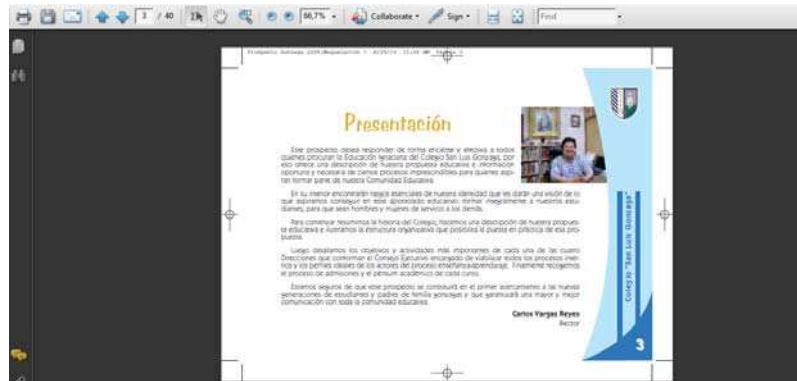 3 / 40
66,7%
Collaborate
Sign
Find
Presentación
Este prospecto desea responder de forma eficiente y efectiva a todos
quienes procuran la Educación Ignaciana del Colegio San Luis Gonzaga, por
eso ofrece una descripción de nuestra propuesta educativa e información
oportuna y necesaria de ciertos procesos imprescindibles para quienes aspi-
ran formar parte de nuestra Comunidad Educativa.
En su interior encontrarán rasgos esenciales de nuestra identidad que les darán una visión de lo
que aspiramos conseguir en este apostolado educativo: formar integralmente a nuestros estu-
diantes, para que sean hombres y mujeres de servicio a los demás.
Para comenzar resumimos la historia del Colegio, hacemos una descripción de nuestra propues-
ta educativa e ilustramos la estructura organizativa que posibilita la puesta en práctica de esa pro-
puesta.
Luego detallamos los objetivos y actividades más importantes de cada una de las cuatro
Direcciones que conforman el Consejo Ejecutivo encargado de viabilizar todos los procesos
y los perfiles ideales de los actores del proceso enseñanza-aprendizaje. Finalmente recogemos
el proceso de admisiones y el pénsum académico de cada curso.
Estamos seguros de que este prospecto se constituirá en el primer acercamiento a las nuevas
generaciones de estudiantes y padres de familia gonzagas y que garantizará una mayor y mejor
comunicación con toda la comunidad educativa.
Carlos Vargas Reyes
Rector
Colegio "San Luis Gonzaga"
3